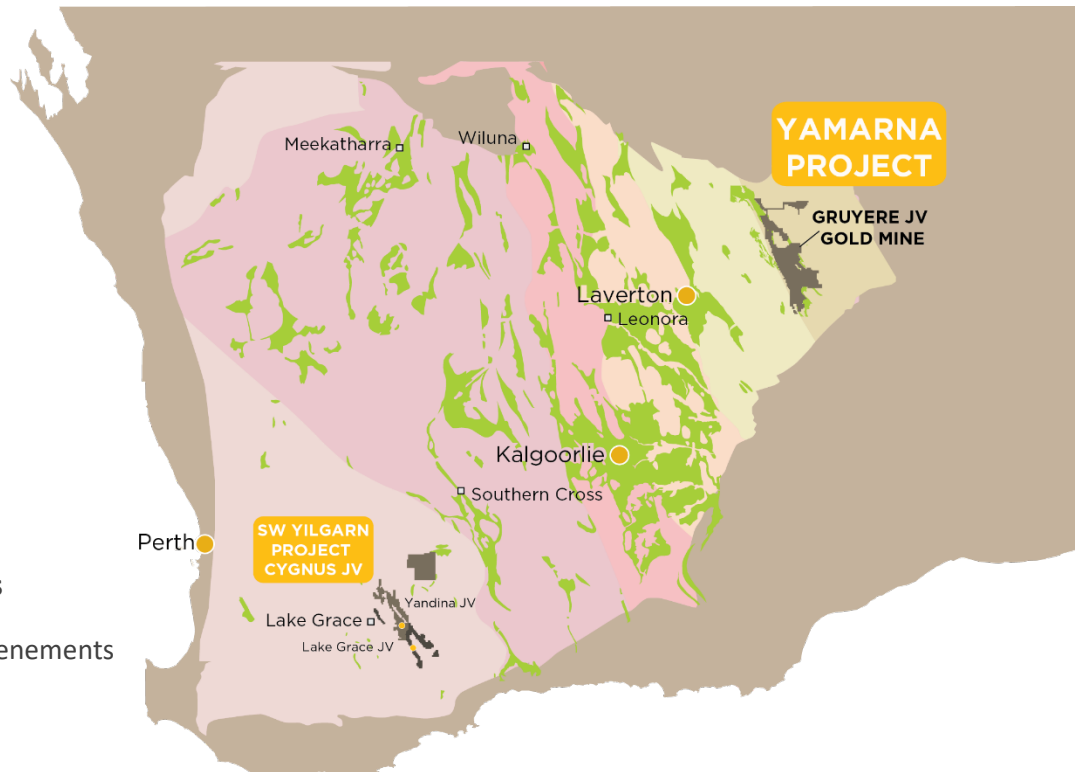 Meekatharra
Wiluna
YAMARNA
PROJECT
GRUYERE JV
GOLD MINE
Laverton
Leonora
Kalgoorlie
Southern Cross
Perth
SW YILGARN
PROJECT
CYGNUS JV
Yandina JV
Lake Grace
Lake Grace JV
s
enements